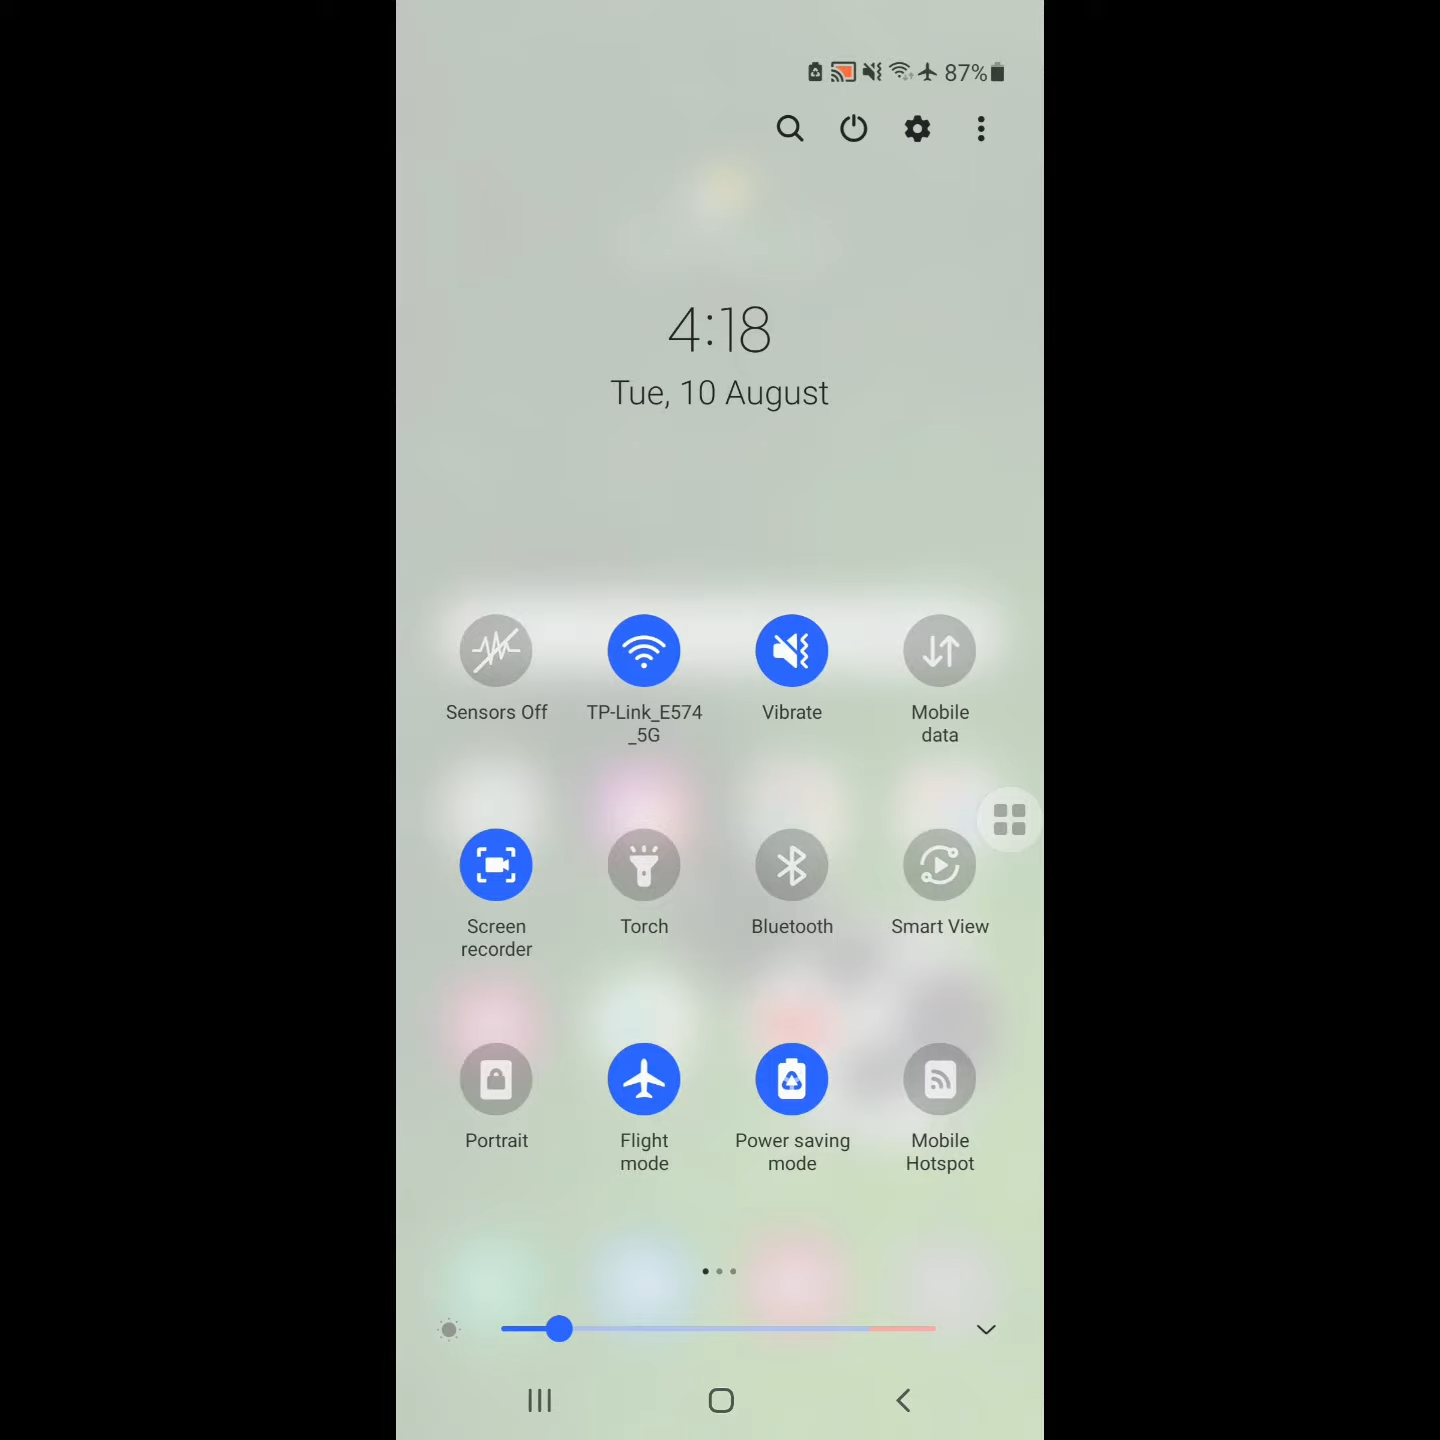 87%
4:18
Tue, 10 August
Sensors Off
TP-Link_E574
_5G
Vibrate
Mobile
data
Screen
recorder
Torch
Bluetooth
Smart View
Portrait
Flight
mode
Power saving
mode
Mobile
Hotspot